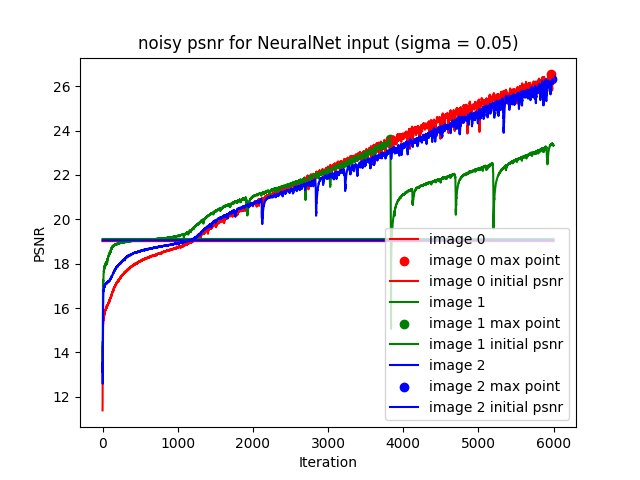 noisy psnr for NeuralNet input (sigma = 0.05)
PSNR
26
24
22
20
18
16
14
12
image 0
image 0 max point
image 0 initial psnr
image 1
image 1 max point
image 1 initial psnr
image 2
image 2 max point
image 2 initial psnr
0 1000 2000 3000 4000 5000 6000
Iteration